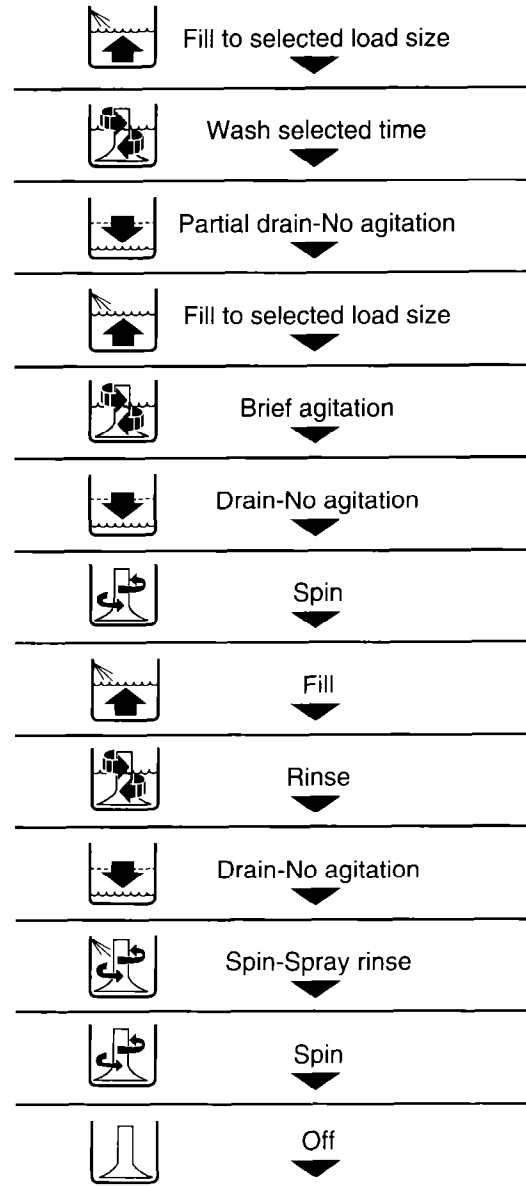 Fill to selected load size
Wash selected time
Partial drain-No agitation
Fill to selected load size
Brief agitation
Drain-No agitation
Spin
Fill
Rinse
Drain-No agitation
Spin-Spray rinse
Spin
Off